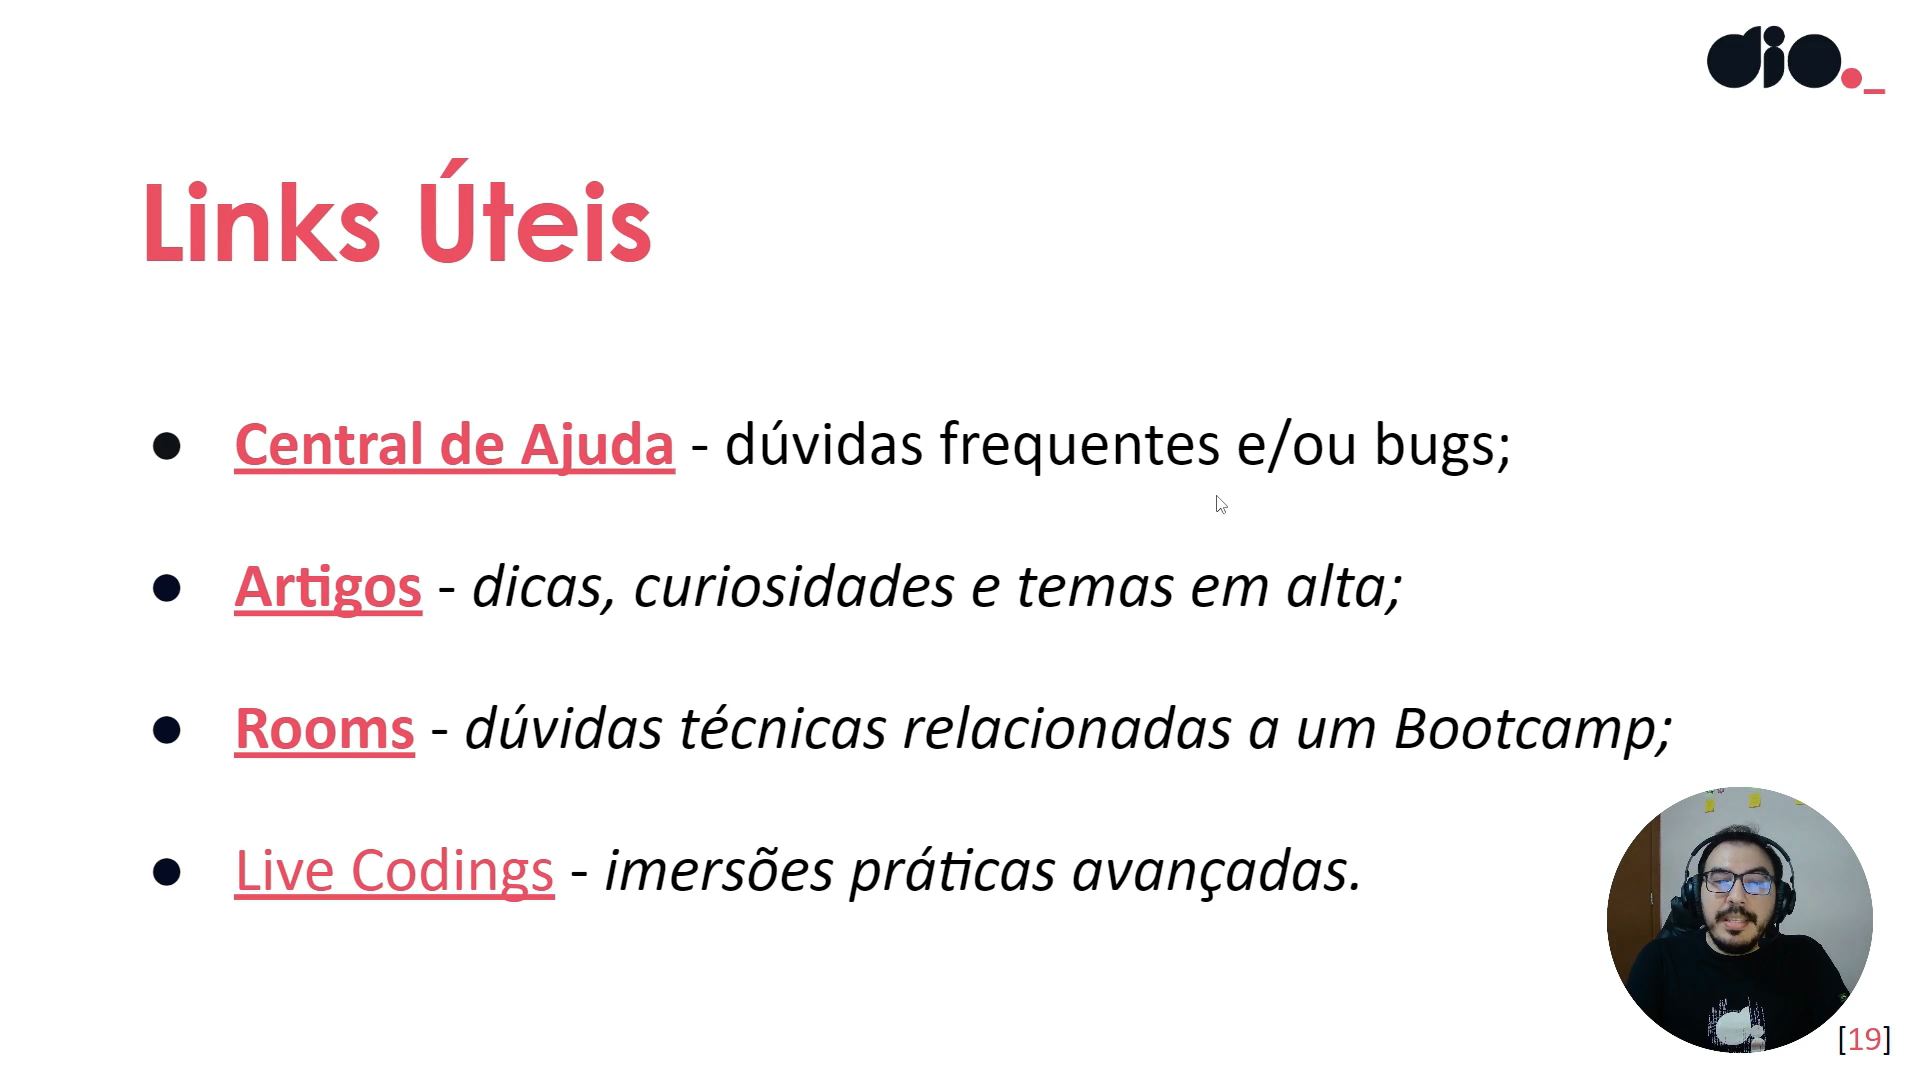 dio._
Links Úteis
● Central de Ajuda - dúvidas frequentes e/ou bugs;
● Artigos - dicas, curiosidades e temas em alta;
● Rooms - dúvidas técnicas relacionadas a um Bootcamp;
● Live Codings - imersões práticas avançadas.
[19]